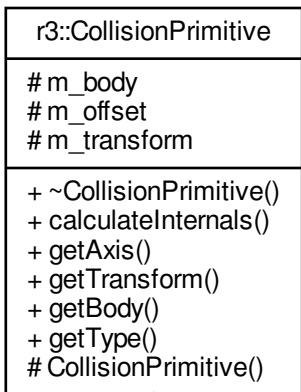 r3::CollisionPrimitive
# m_body
# m_offset
# m_transform
+ ~CollisionPrimitive()
+ calculateInternals()
+ getAxis()
+ getTransform()
+ getBody()
+ getType()
# CollisionPrimitive()